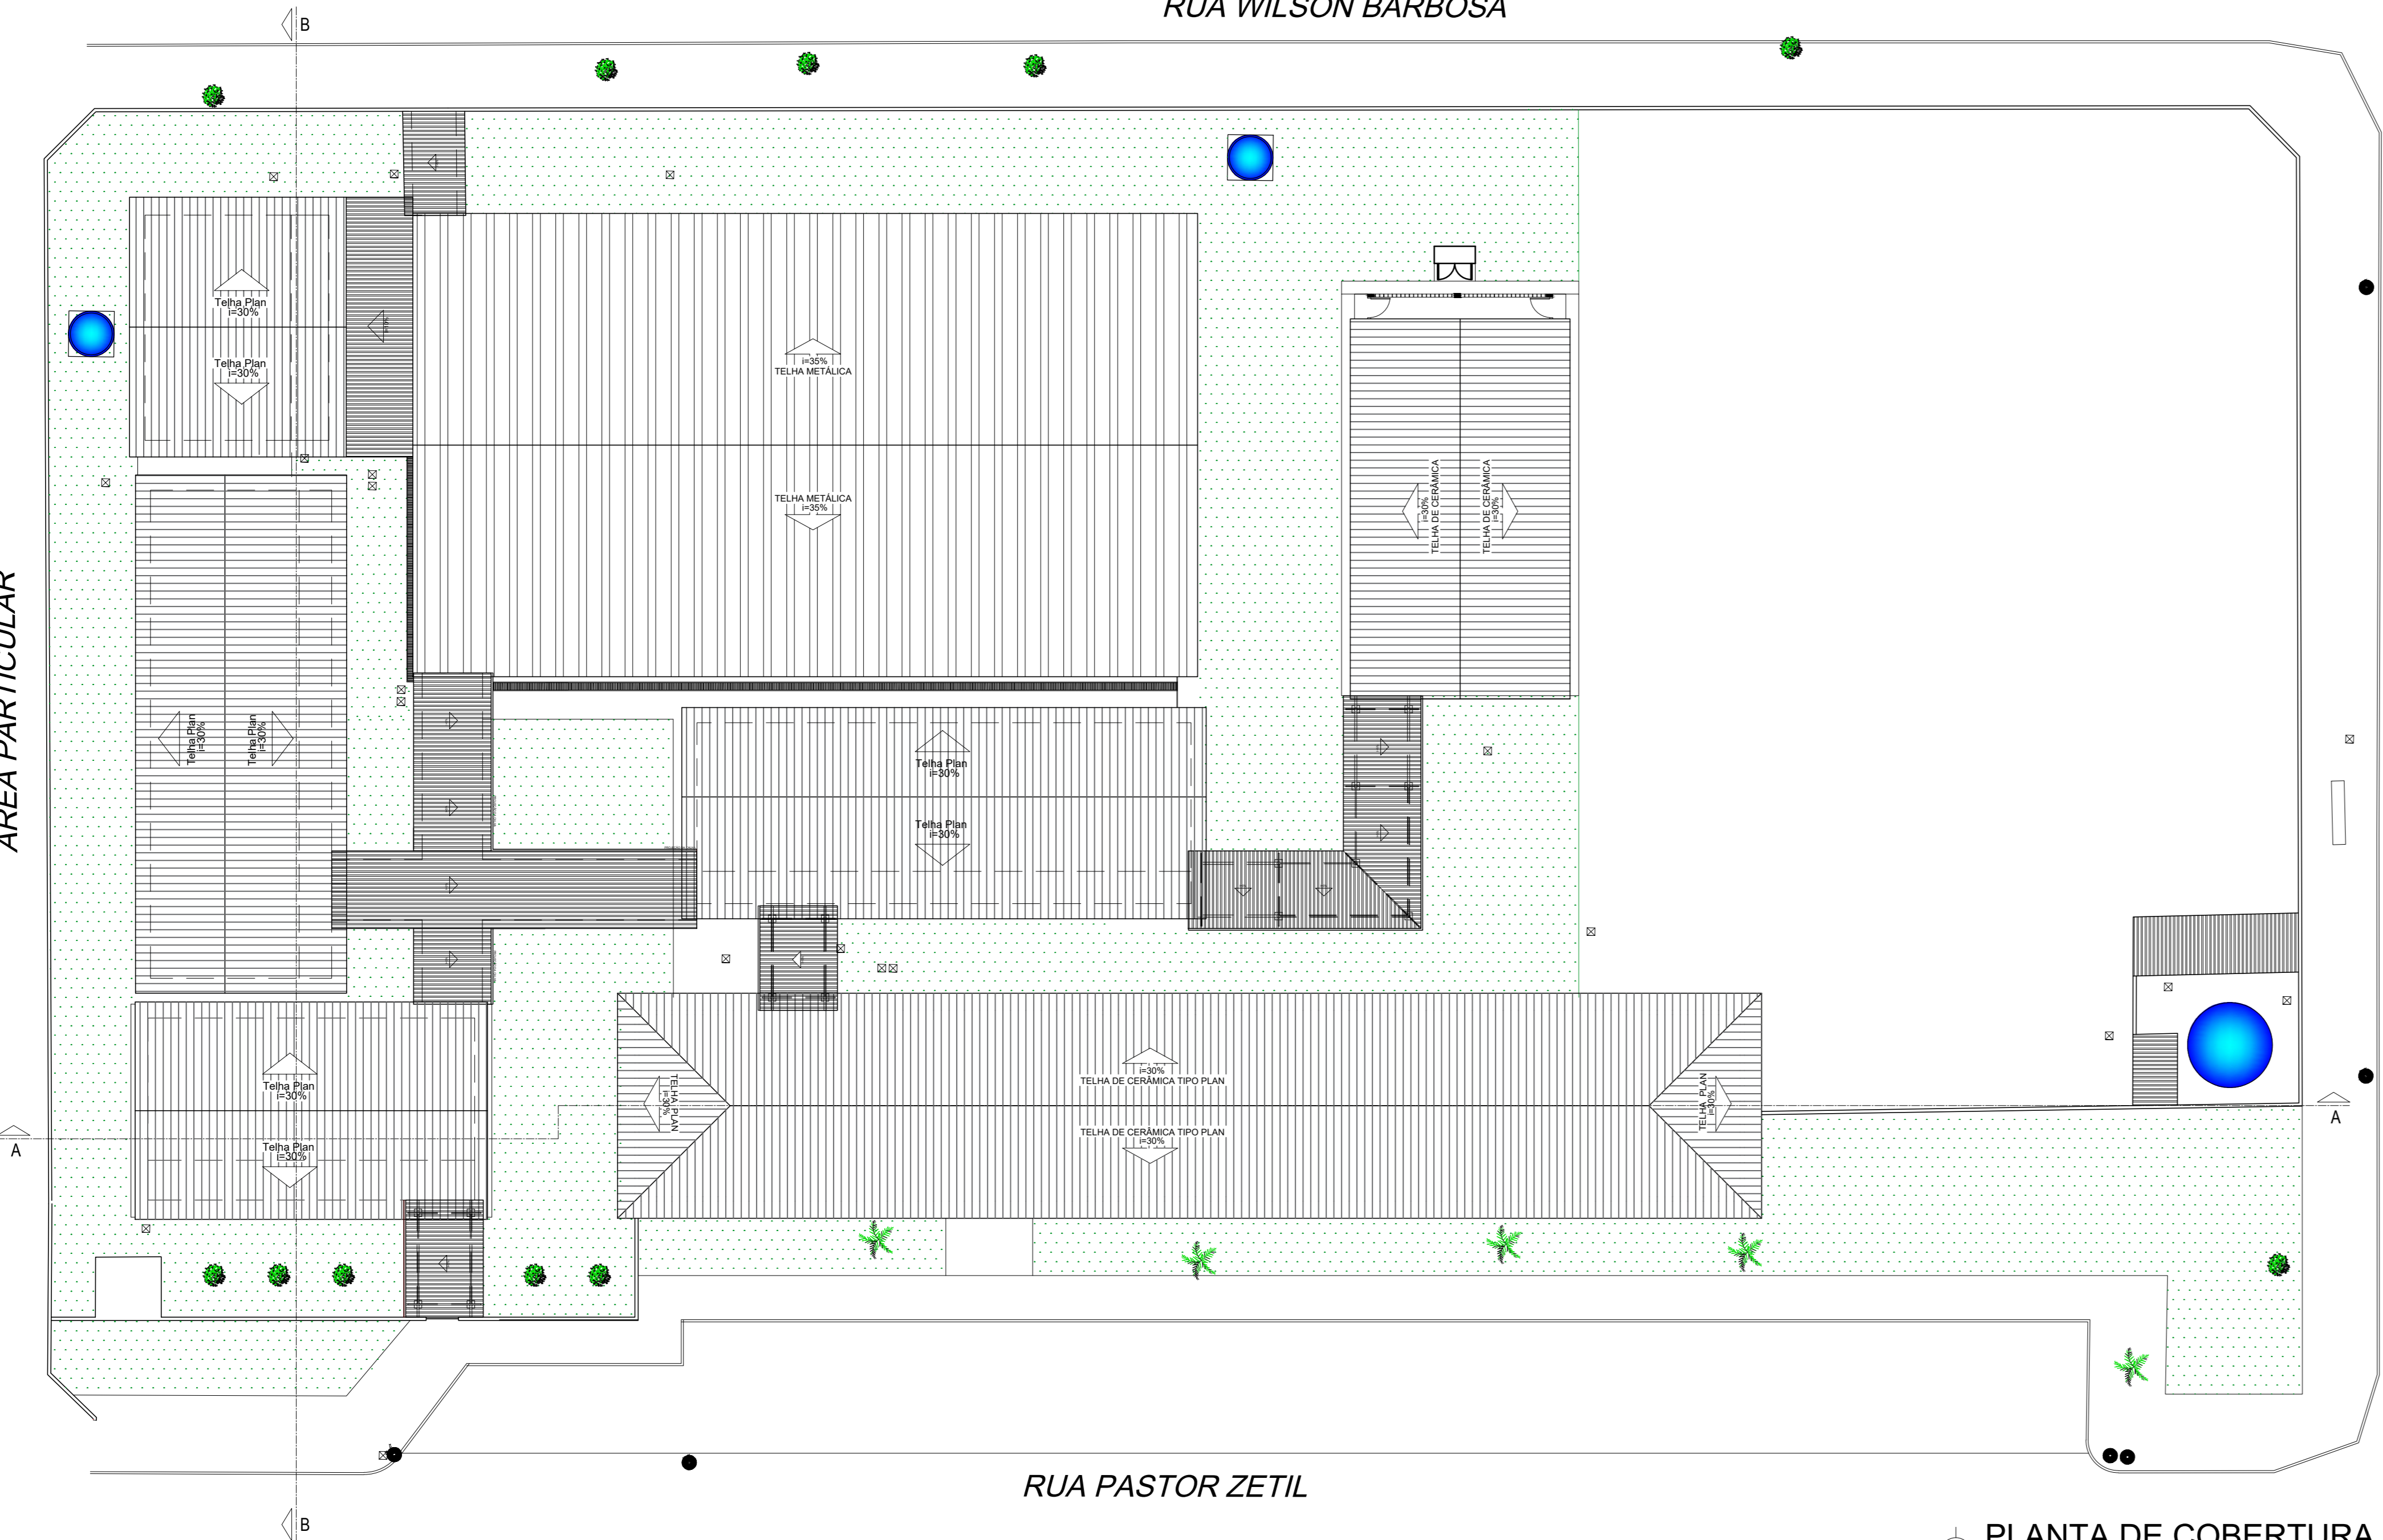 RUA WILSON BARBOSA
B
Telha Plan
i=30%
Telha Plan
i=30%
i=35%
TELHA METÁLICA
TELHA METÁLICA
i=35%
i=30%
TELHA DE CERÂMICA
TELHA DE CERÂMICA
i=30%
ÁREA PARTICULAR
Telha Plan
i=30%
Telha Plan
i=30%
Telha Plan
i=30%
Telha Plan
i=30%
Telha Plan
i=30%
Telha Plan
i=30%
i=30%
TELHA PLAN
i=30%
TELHA DE CERÂMICA TIPO PLAN
TELHA DE CERÂMICA TIPO PLAN
i=30%
TELHA PLAN
i=30%
A
A
RUA PASTOR ZETIL
B
PLANTA DE COBERTURA